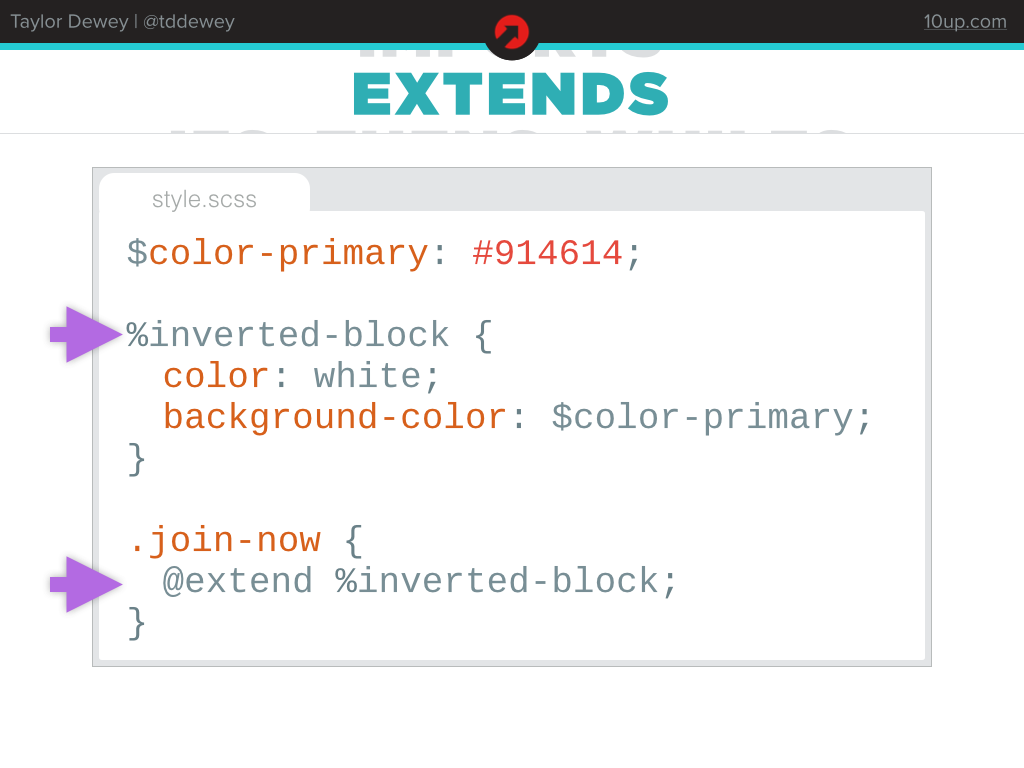 Taylor Dewey | @tddewey
10up.com
EXTENDS
style.scss
$color-primary: #914614;
%inverted-block {
  color: white;
  background-color: $color-primary;
}
.join-now {
  @extend %inverted-block;
}